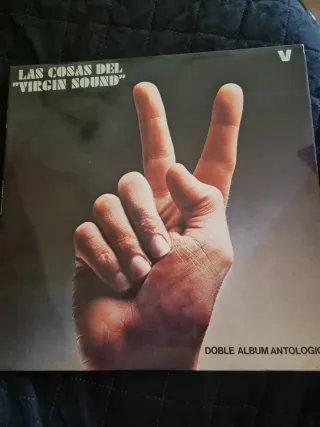 LAS COSAS DEL
"VIRGIN SOUND"
V
DOBLE ALBUM ANTOLOGIC